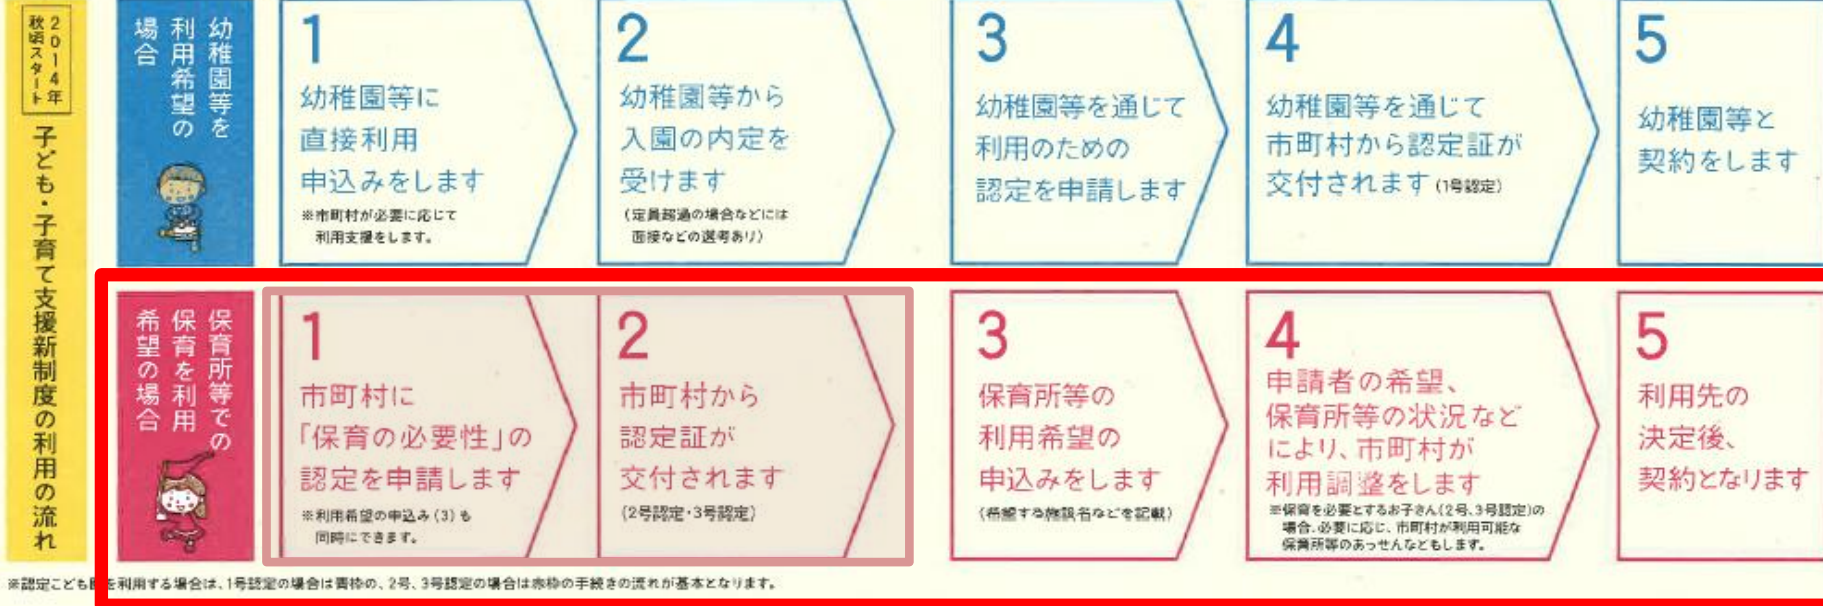 2014年
秋頃スタート
子ども・子育て支援新制度の利用の流れ
幼稚園等を
利用希望の
場合
1
幼稚園等に
直接利用
申込みをします
※市町村が必要に応じて
利用支援をします。
2
幼稚園等から
入園の内定を
受けます
(定員超過の場合などには
面接などの選考あり)
3
幼稚園等を通じて
利用のための
認定を申請します
4
幼稚園等を通じて
市町村から認定証が
交付されます(1号認定)
5
幼稚園等と
契約をします
保育所等での
保育を利用
希望の場合
1
市町村に
「保育の必要性」の
認定を申請します
※利用希望の申込み(3)も
同時にできます。
2
市町村から
認定証が
交付されます
(2号認定・3号認定)
3
保育所等の
利用希望の
申込みをします
(希望する施設名などを記載)
4
申請者の希望、
保育所等の状況など
により、市町村が
利用調整をします
※保育を必要とするお子さん(2号、3号認定)の
場合、必要に応じ、市町村が利用可能な
保育所等のあっせんなどもします。
5
利用先の
決定後、
契約となります
※認定こども園を利用する場合は、1号認定の場合は青枠の、2号、3号認定の場合は赤枠の手続きの流れが基本となります。